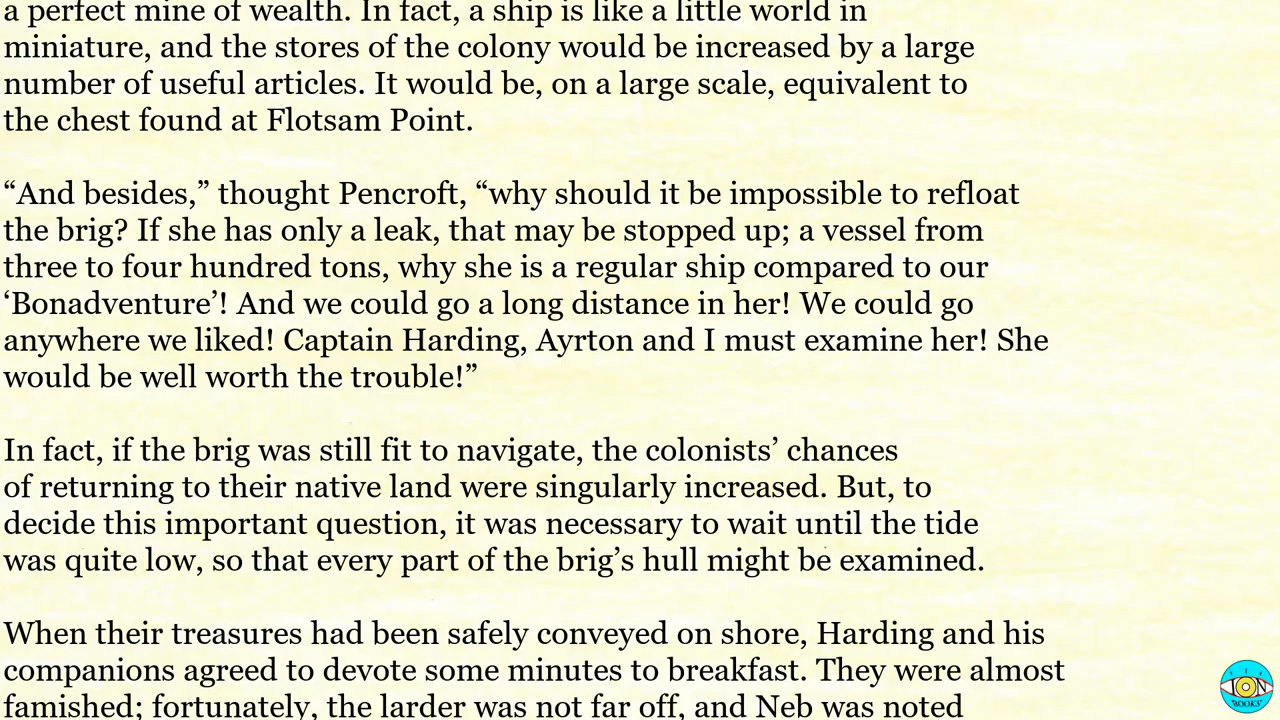 a perfect mine of wealth. In fact, a ship is like a little world in
miniature, and the stores of the colony would be increased by a large
number of useful articles. It would be, on a large scale, equivalent to
the chest found at Flotsam Point.
“And besides,” thought Pencroft, “why should it be impossible to refloat
the brig? If she has only a leak, that may be stopped up; a vessel from
three to four hundred tons, why she is a regular ship compared to our
‘Bonadventure’! And we could go a long distance in her! We could go
anywhere we liked! Captain Harding, Ayrton and I must examine her! She
would be well worth the trouble!”
In fact, if the brig was still fit to navigate, the colonists’ chances
of returning to their native land were singularly increased. But, to
decide this important question, it was necessary to wait until the tide
was quite low, so that every part of the brig’s hull might be examined.
When their treasures had been safely conveyed on shore, Harding and his
companions agreed to devote some minutes to breakfast. They were almost
famished; fortunately, the larder was not far off, and Neb was noted
ION
BOOKS